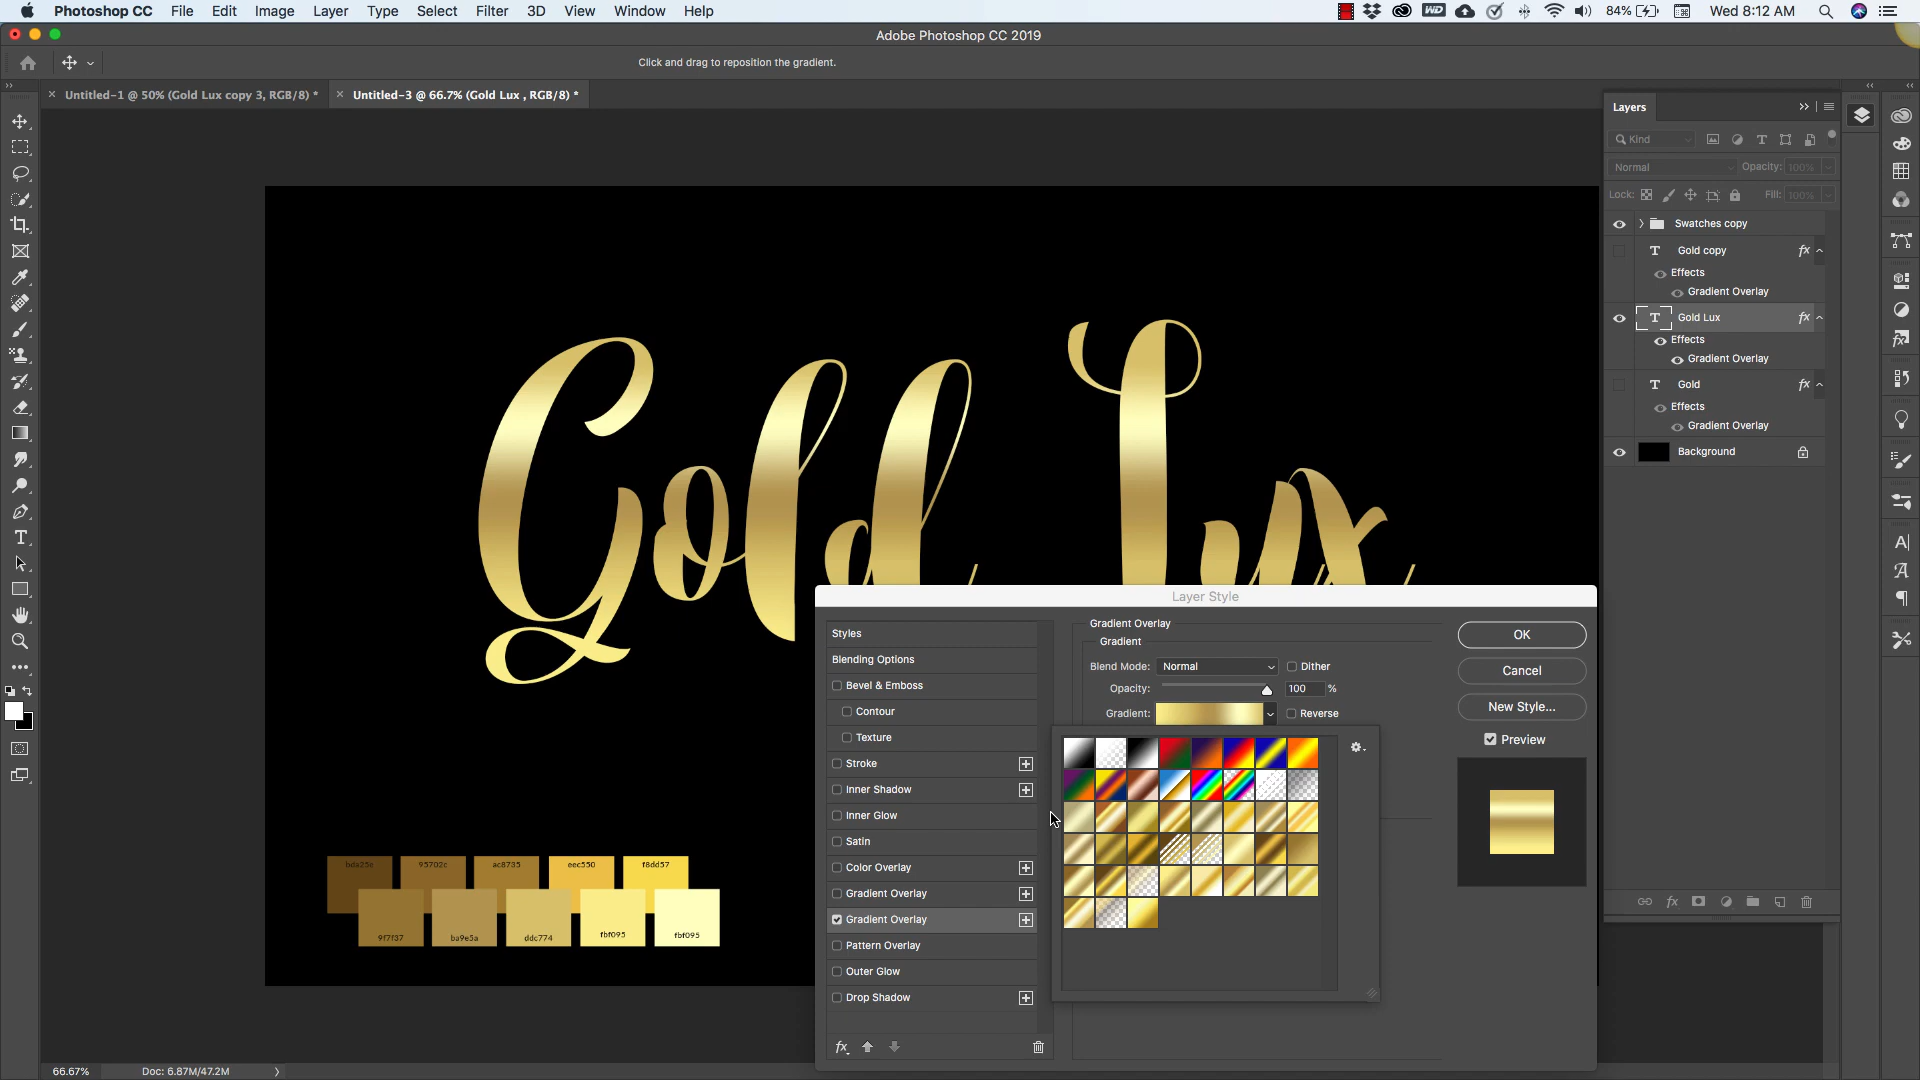 Photoshop CC File Edit Image Layer Type Select Filter 3D View Window Help 84% Wed 8:12 AM
Adobe Photoshop CC 2019
Click and drag to reposition the gradient.
Untitled-1 @ 50% (Gold Lux copy 3, RGB/8) * Untitled-3 @ 66.7% (Gold Lux , RGB/8) *
Layers
Kind
Normal Opacity: 100%
Lock: Fill: 100%
Swatches copy
T Gold copy fx
Effects
Gradient Overlay
T Gold Lux fx
Effects
Gradient Overlay
T Gold fx
Effects
Gradient Overlay
Background
Gold Lux
Layer Style
Styles
Blending Options
Bevel & Emboss
Contour
Texture
Stroke
Inner Shadow
Inner Glow
Satin
Color Overlay
Gradient Overlay
Gradient Overlay
Pattern Overlay
Outer Glow
Drop Shadow
fx
Gradient Overlay
Gradient
Blend Mode: Normal Dither
Opacity: 100 %
Gradient: Reverse
OK
Cancel
New Style...
Preview
95702c ac8735 eec550 f8dd57
9f7f37 ba9e5a ddc774 fbf095 fbf095
66.67% Doc: 6.87M/47.2M